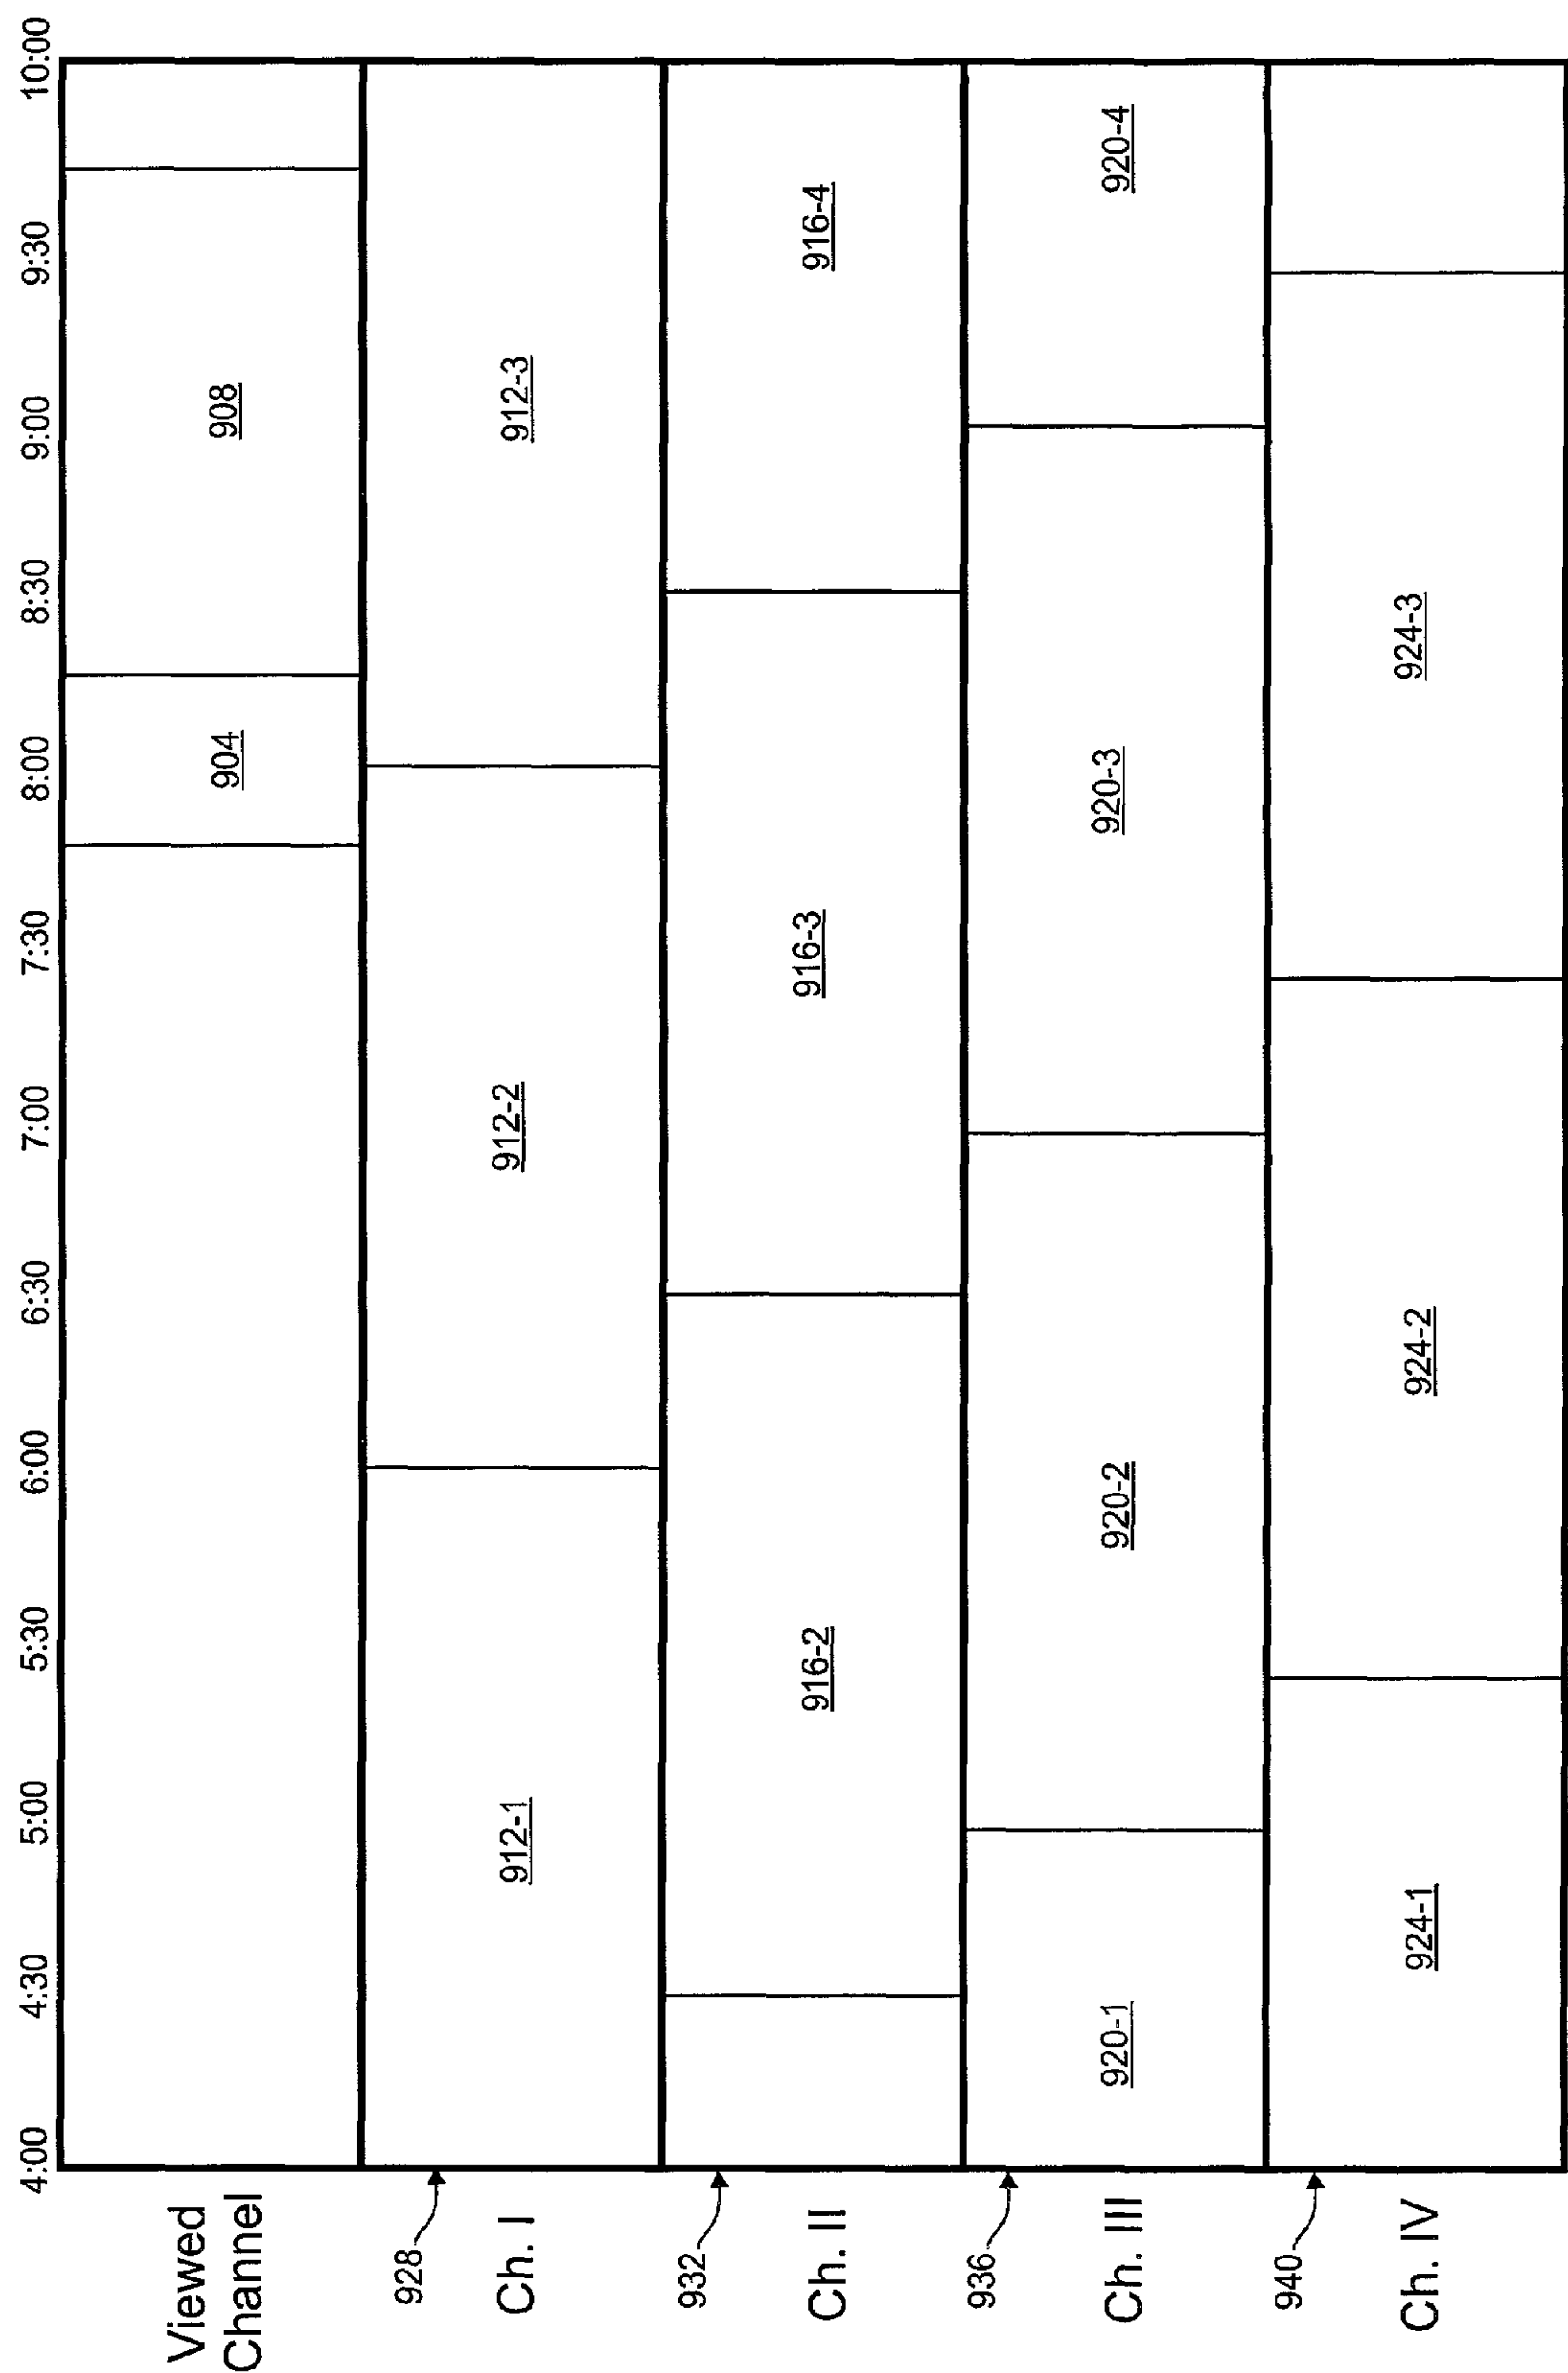 4:00 4:30 5:00 5:30 6:00 6:30 7:00 7:30 8:00 8:30 9:00 9:30 10:00
Viewed
Channel
904 908
928
Ch. I
912-1 912-2 912-3
932
Ch. II
916-2 916-3 916-4
936
Ch. III
920-1 920-2 920-3 920-4
940
Ch. IV
924-1 924-2 924-3